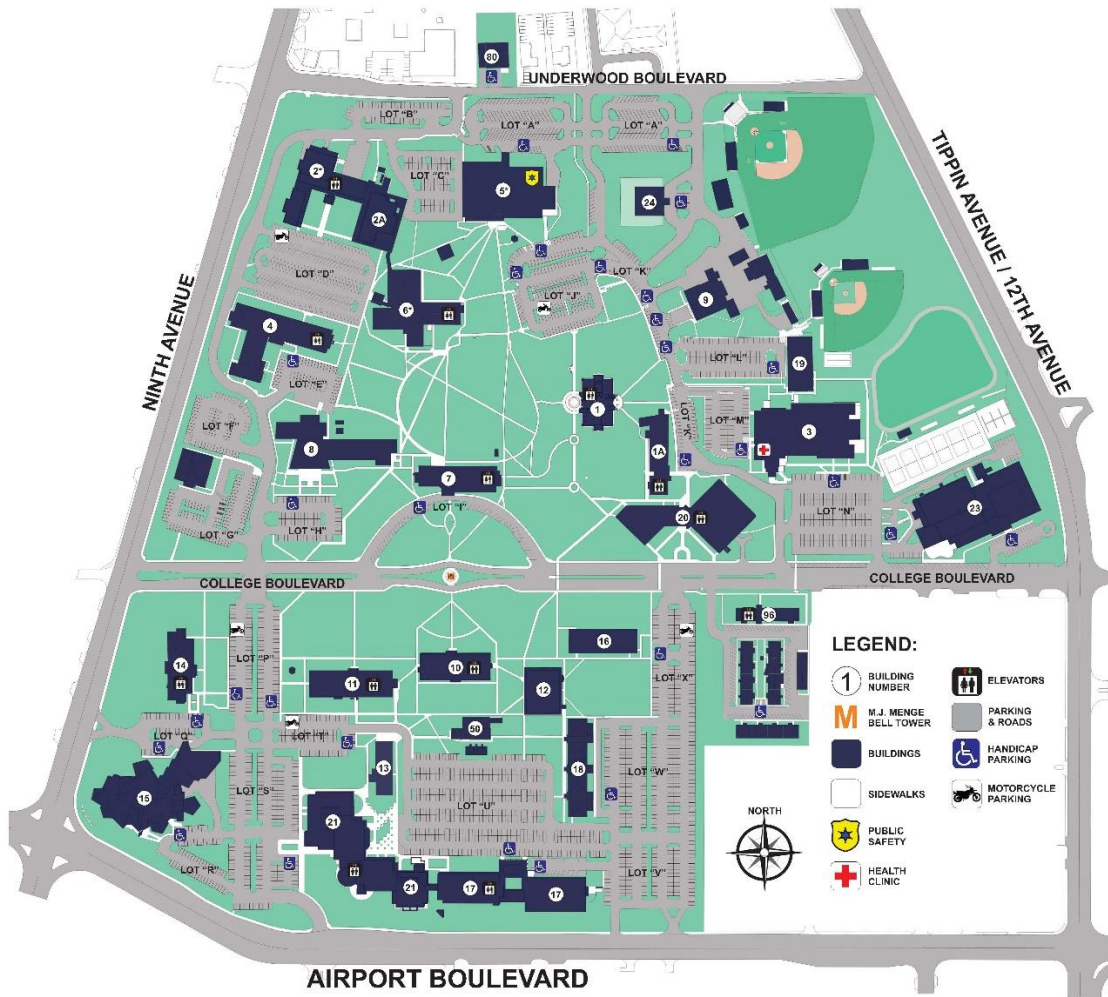 80
UNDERWOOD BOULEVARD
LOT "B"
LOT "A"
LOT "A"
2*
LOT "C"
5*
2A
24
TIPPIN AVENUE / 12TH AVENUE
LOT "D"
LOT "K"
LOT "J"
9
6*
4
NINTH AVENUE
LOT "L"
19
LOT "E"
1
LOT "F"
LOT "K"
LOT "M"
3
8
1A
7
LOT "I"
LOT "G"
LOT "H"
20
LOT "N"
23
COLLEGE BOULEVARD
M
COLLEGE BOULEVARD
96
14
LOT "P"
16
10
11
12
LOT "X"
LOT "Q"
LOT "T"
50
13
18
LOT "W"
15
LOT "S"
LOT "U"
21
LOT "R"
21
17
17
LOT "V"
AIRPORT BOULEVARD
LEGEND:
1
BUILDING
NUMBER
M
M.J. MENGE
BELL TOWER
BUILDINGS
SIDEWALKS
PUBLIC
SAFETY
HEALTH
CLINIC
ELEVATORS
PARKING
& ROADS
HANDICAP
PARKING
MOTORCYCLE
PARKING
NORTH